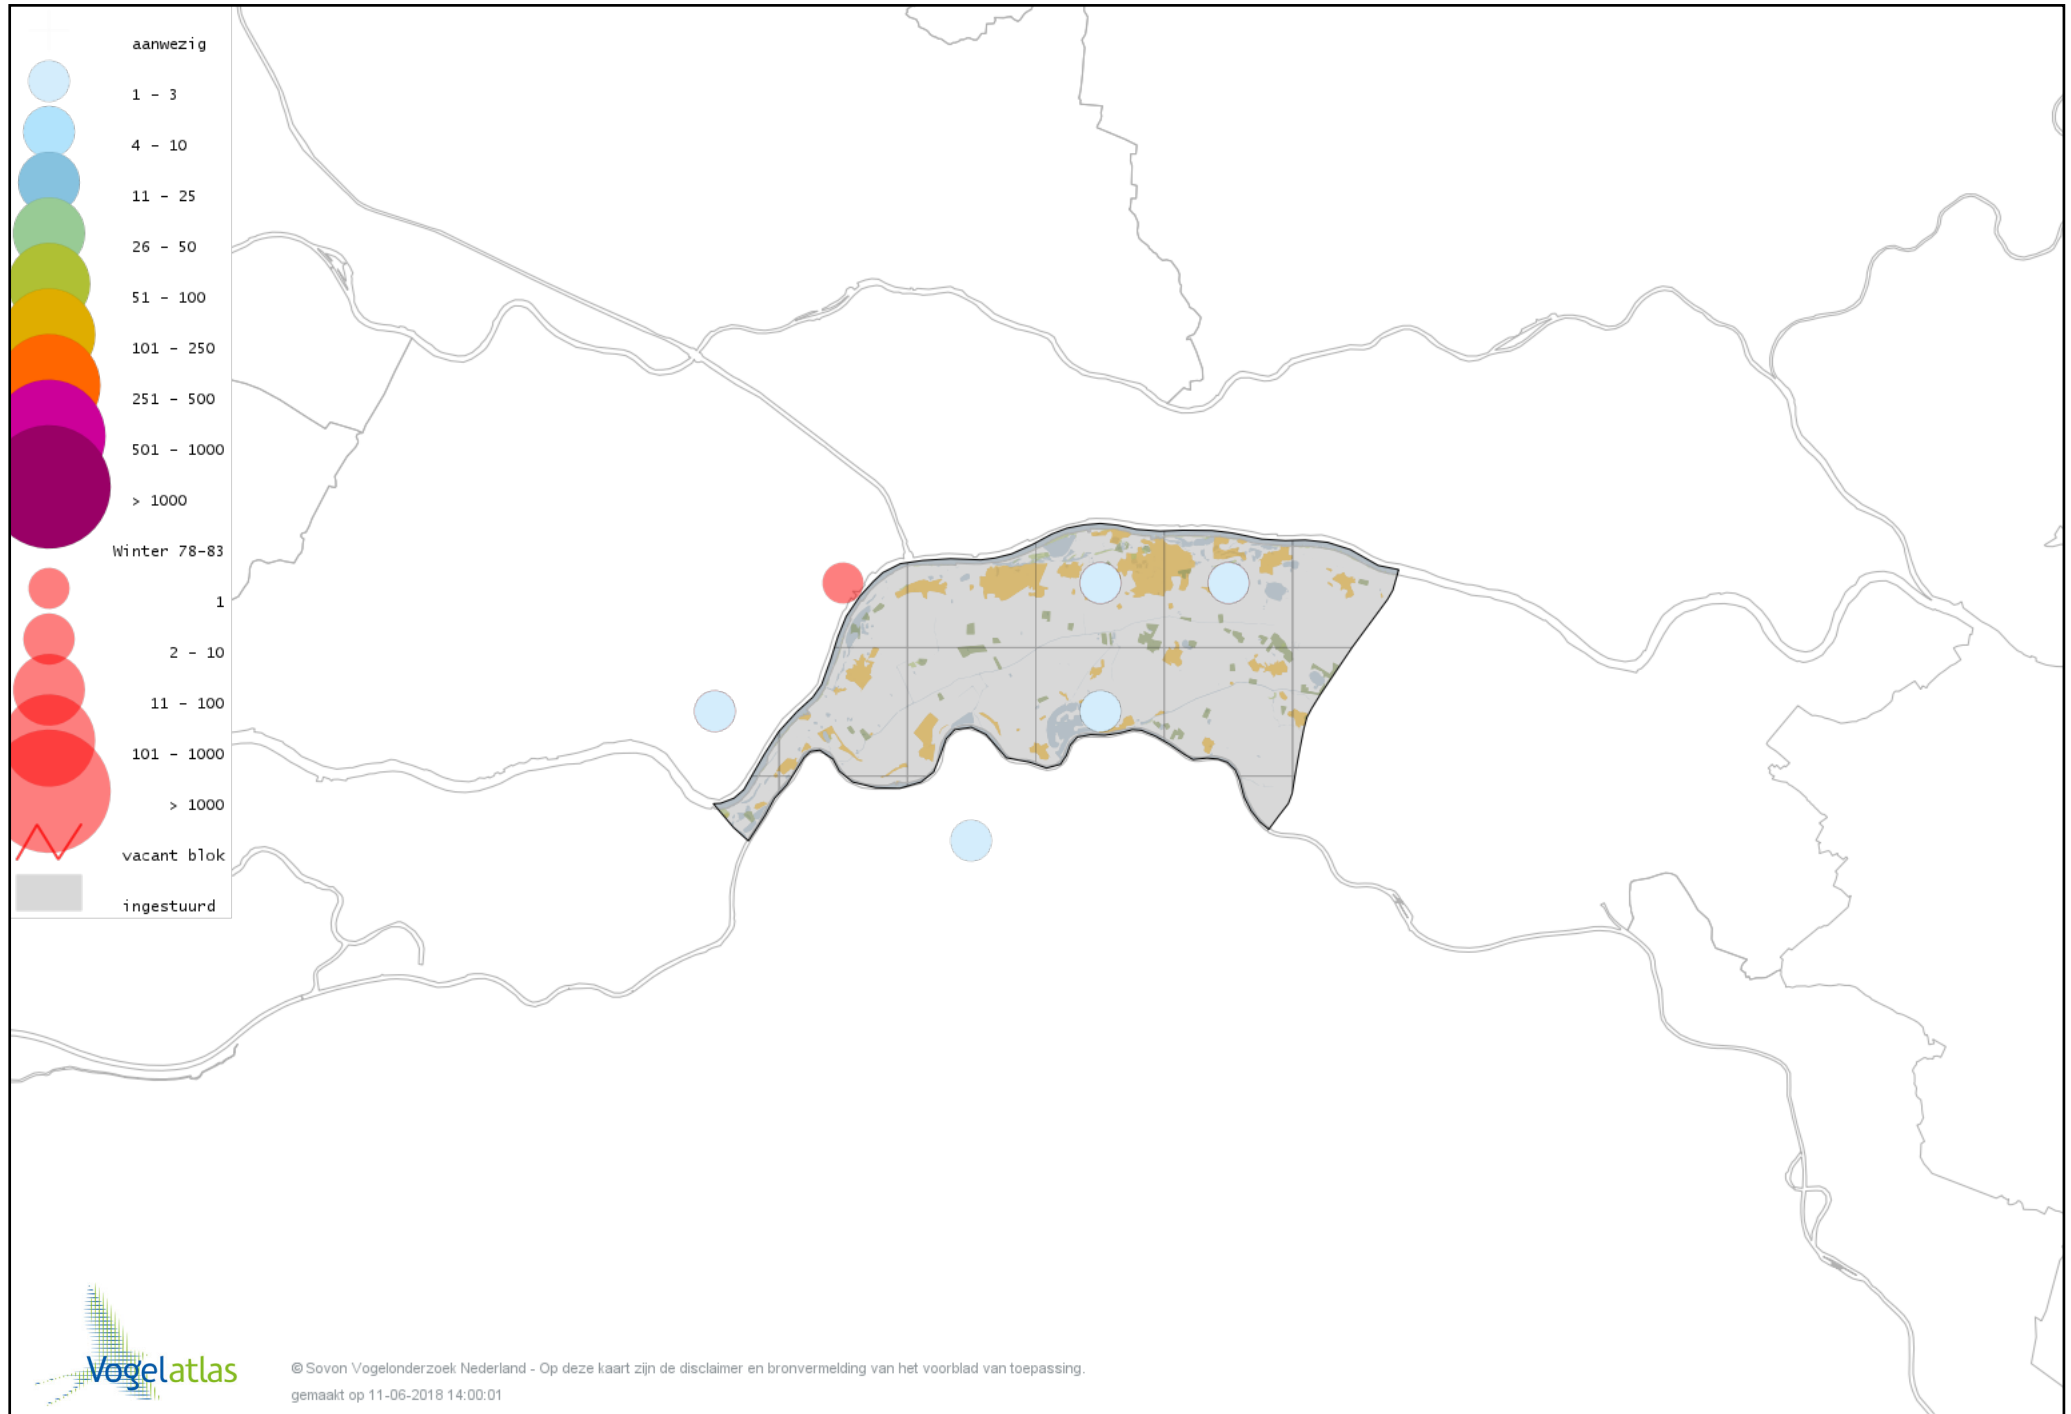 aanwezig
1 - 3
4 - 10
11 - 25
26 - 50
51 - 100
101 - 250
251 - 500
501 - 1000
> 1000
Winter 78-83
1
2 - 10
11 - 100
101 - 1000
> 1000
vacant blok
ingestuurd
Vogelatlas
© Sovon Vogelonderzoek Nederland - Op deze kaart zijn de disclaimer en bronvermelding van het voorblad van toepassing.
gemaakt op 11-06-2018 14:00:01